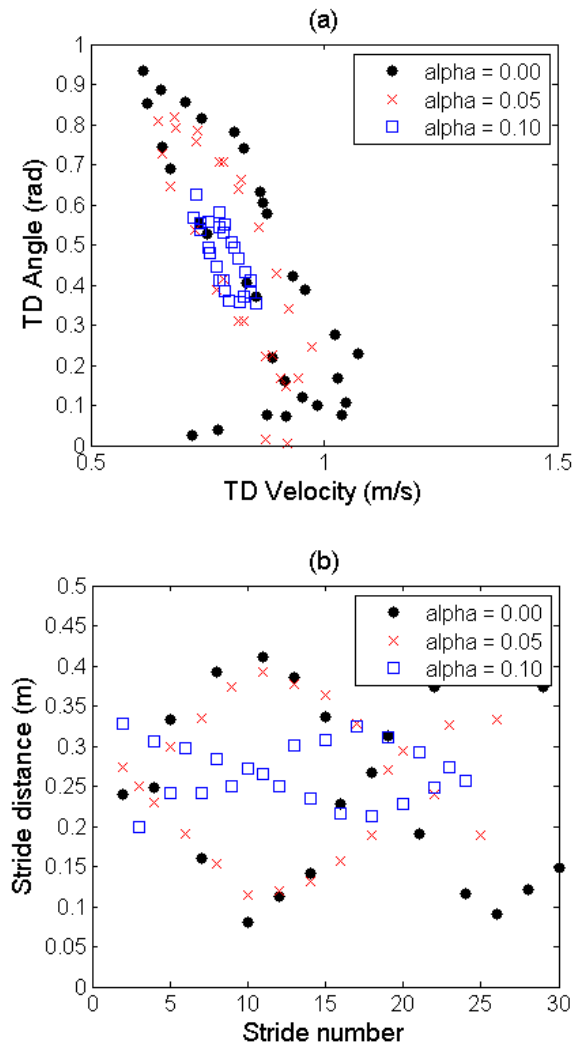 (a)
1
0.9
0.8
0.7
0.6
0.5
0.4
0.3
0.2
0.1
0
TD Angle (rad)
alpha = 0.00
alpha = 0.05
alpha = 0.10
0.5 1 1.5
TD Velocity (m/s)
(b)
0.5
0.45
0.4
0.35
0.3
0.25
0.2
0.15
0.1
0.05
0
Stride distance (m)
alpha = 0.00
alpha = 0.05
alpha = 0.10
0 5 10 15 20 25 30
Stride number